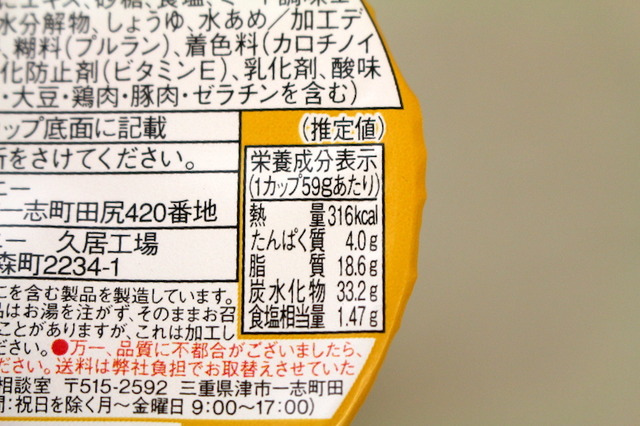 水分解物、しょうゆ、水あめ/加工デ
、糊料(プルラン)、着色料(カロチノイ
化防止剤(ビタミンE)、乳化剤、酸味
・大豆・鶏肉・豚肉・ゼラチンを含む)
ップ底面に記載
所をさけてください。
ニー
一志町田尻420番地
ニー 久居工場
森町2234-1
(推定値)
栄養成分表示
(1カップ59gあたり)
熱量 316kcal
たんぱく質 4.0g
脂質 18.6g
炭水化物 33.2g
食塩相当量 1.47g
こを含む製品を製造しています。
品はお湯を注がず、そのままお召
ことがありますが、これは加工し
ださい。●万一、品質に不都合がございましたら、
ださい。送料は弊社負担でお取替えさせていた
相談室 〒515-2592 三重県津市一志町田
間:祝日を除く月〜金曜日 9:00〜17:00)